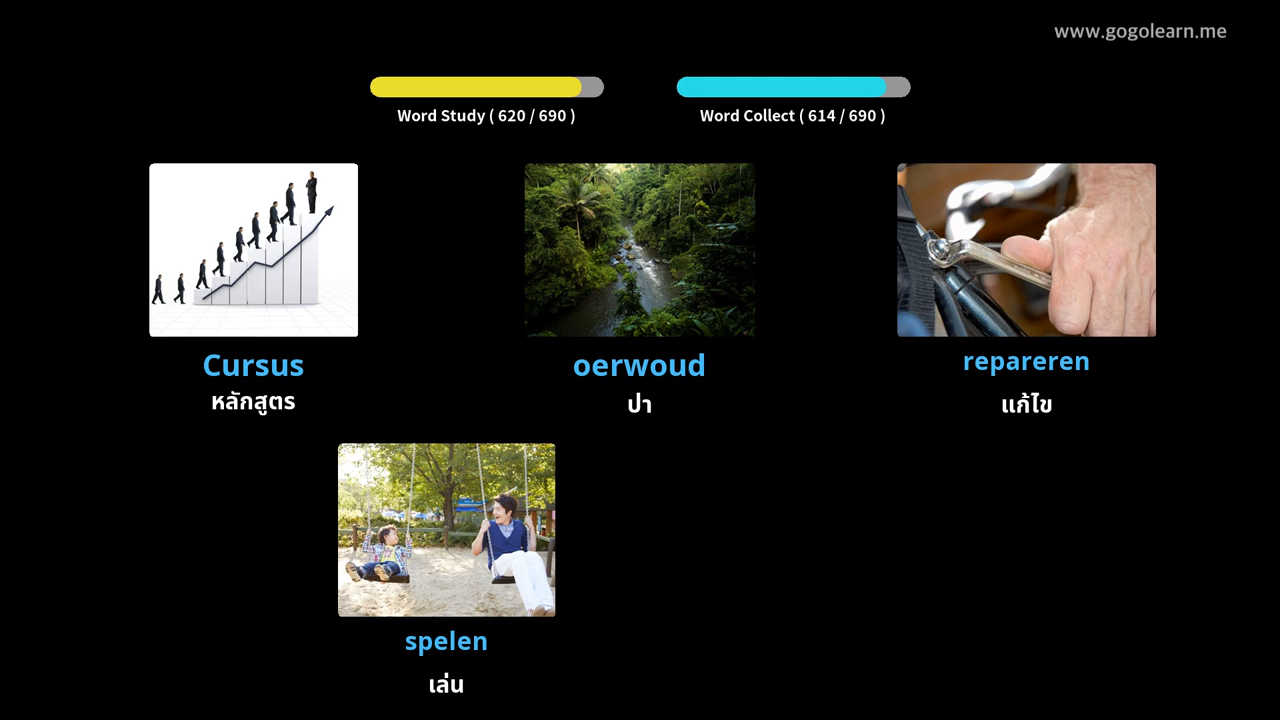 www.gogolearn.me
Word Study ( 620 / 690 )
Word Collect ( 614 / 690 )
Cursus
หลักสูตร
oerwoud
ปา
repareren
แก้ไข
spelen
เล่น